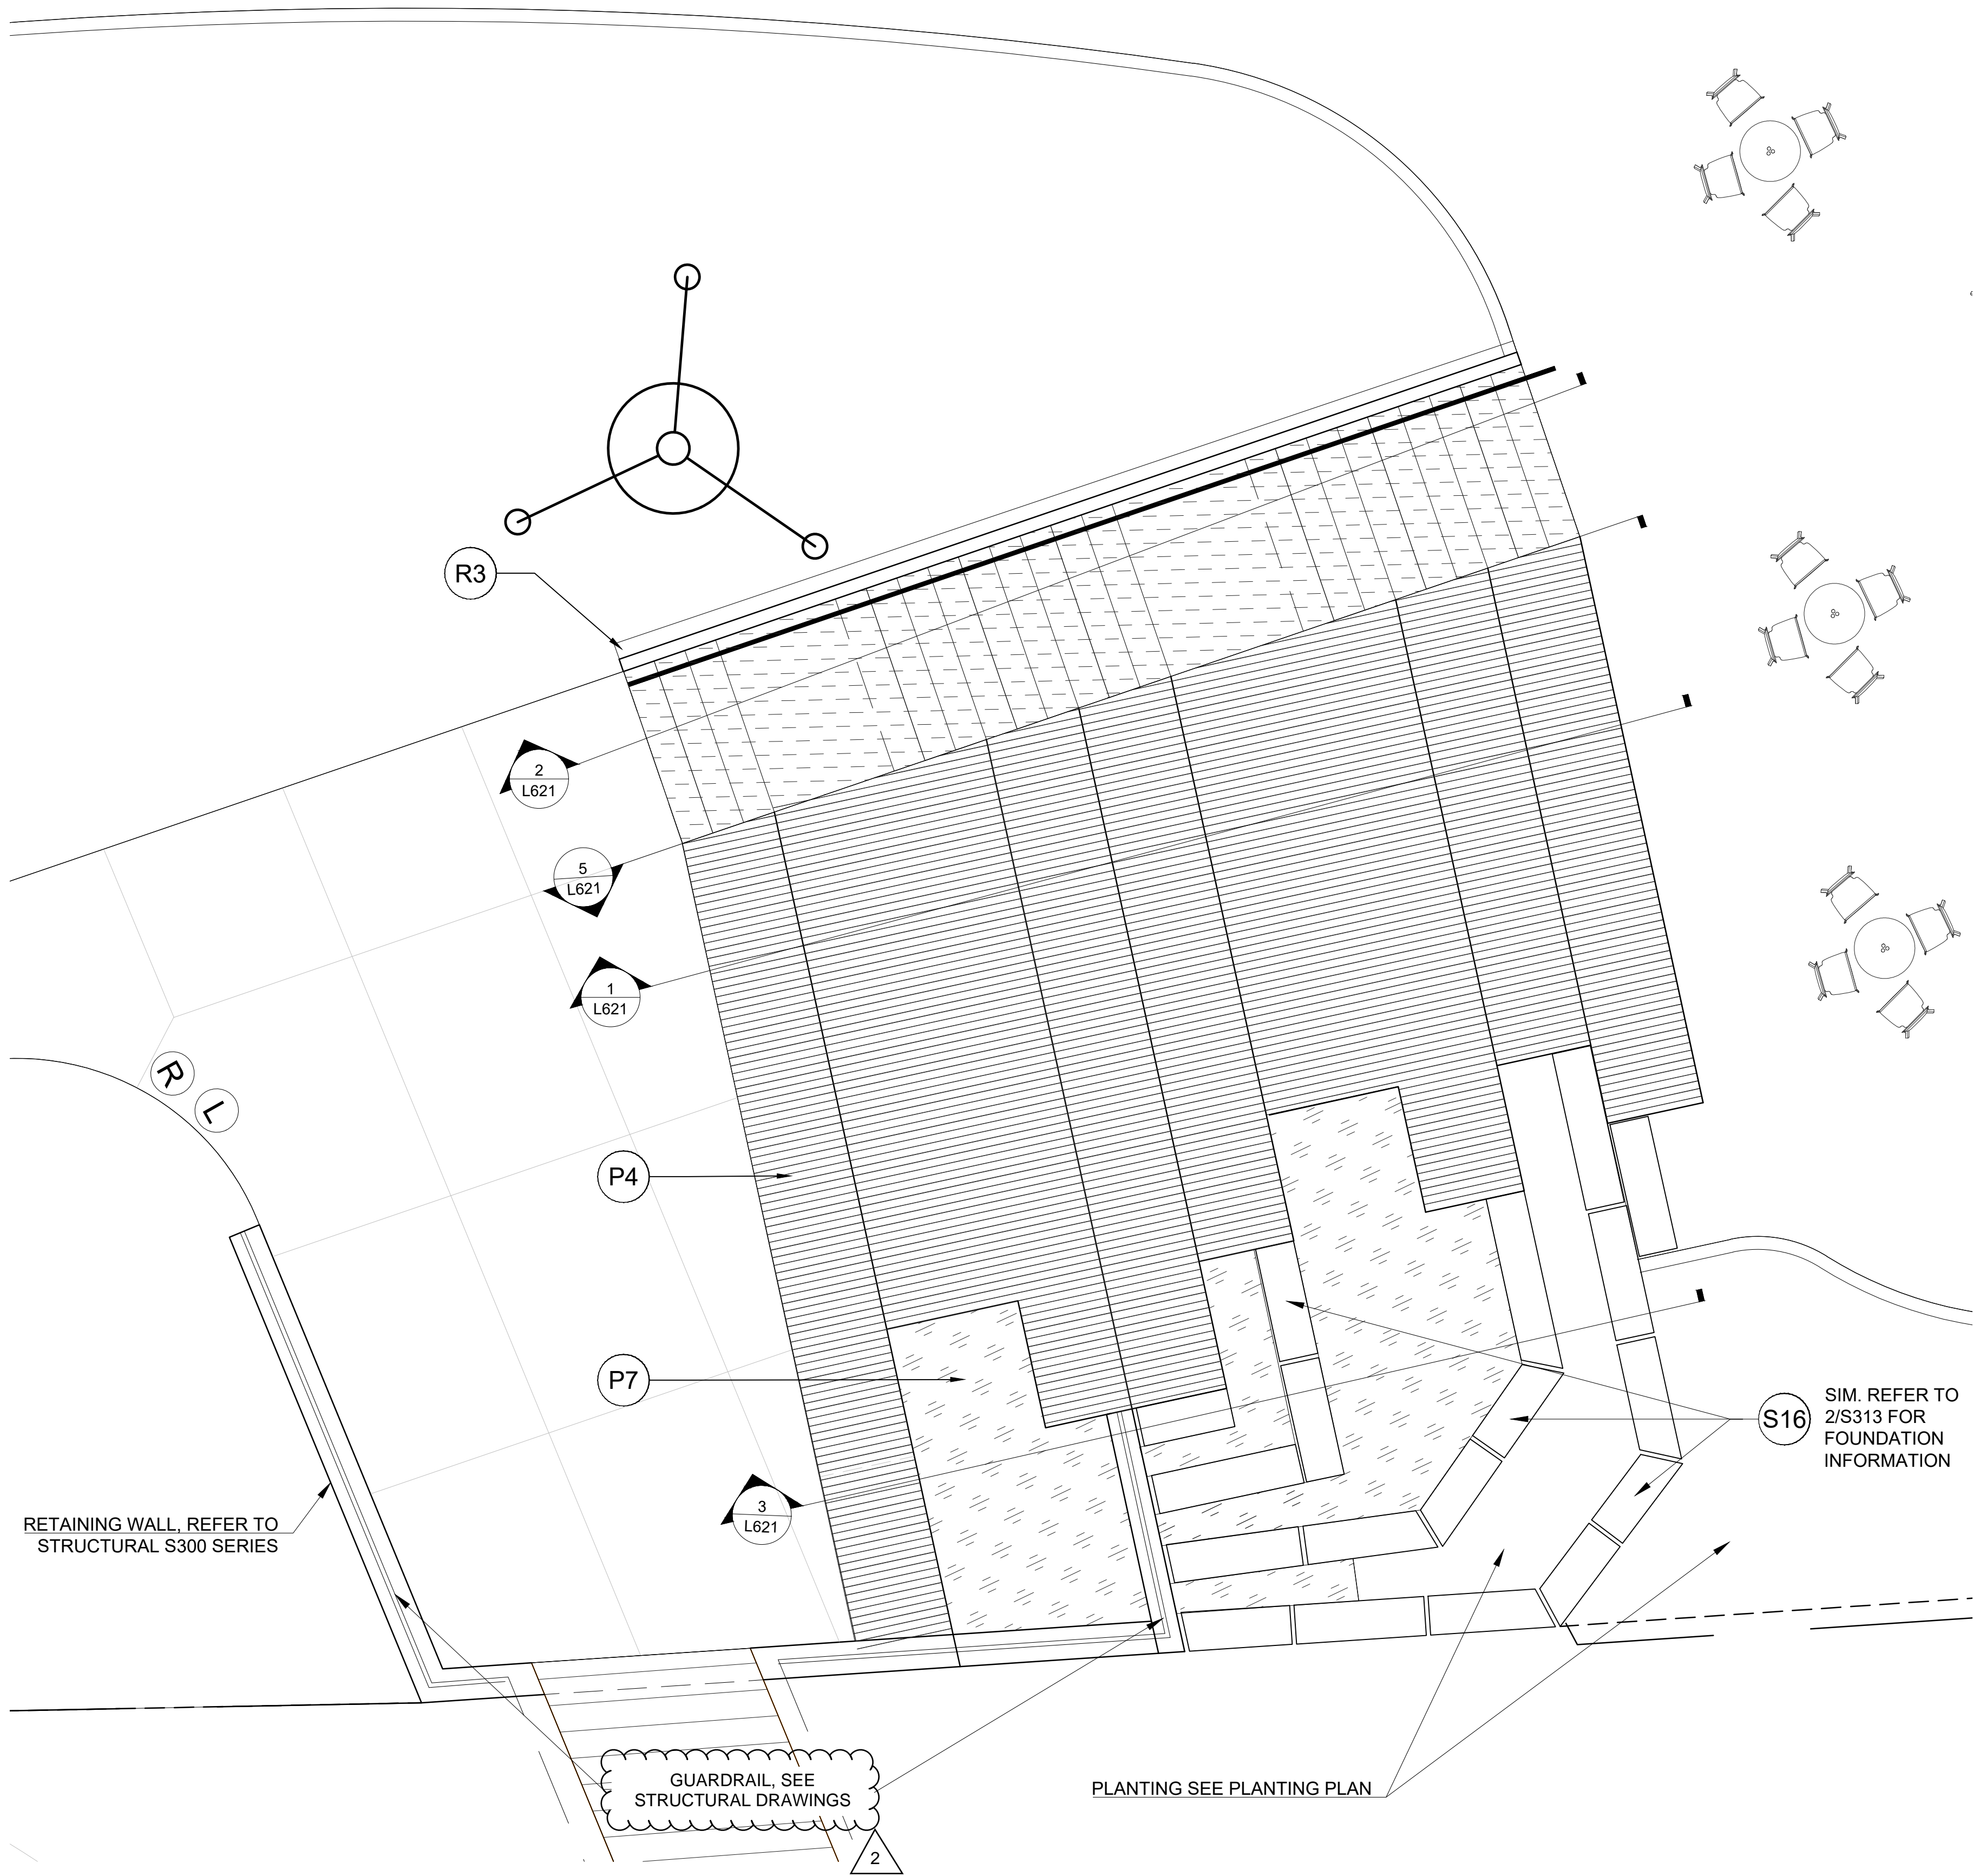 R3
2
L621
5
L621
1
L621
R
L
P4
P7
S16
SIM. REFER TO
2/S313 FOR
FOUNDATION
INFORMATION
3
L621
RETAINING WALL, REFER TO
STRUCTURAL S300 SERIES
GUARDRAIL, SEE
STRUCTURAL DRAWINGS
PLANTING SEE PLANTING PLAN
2